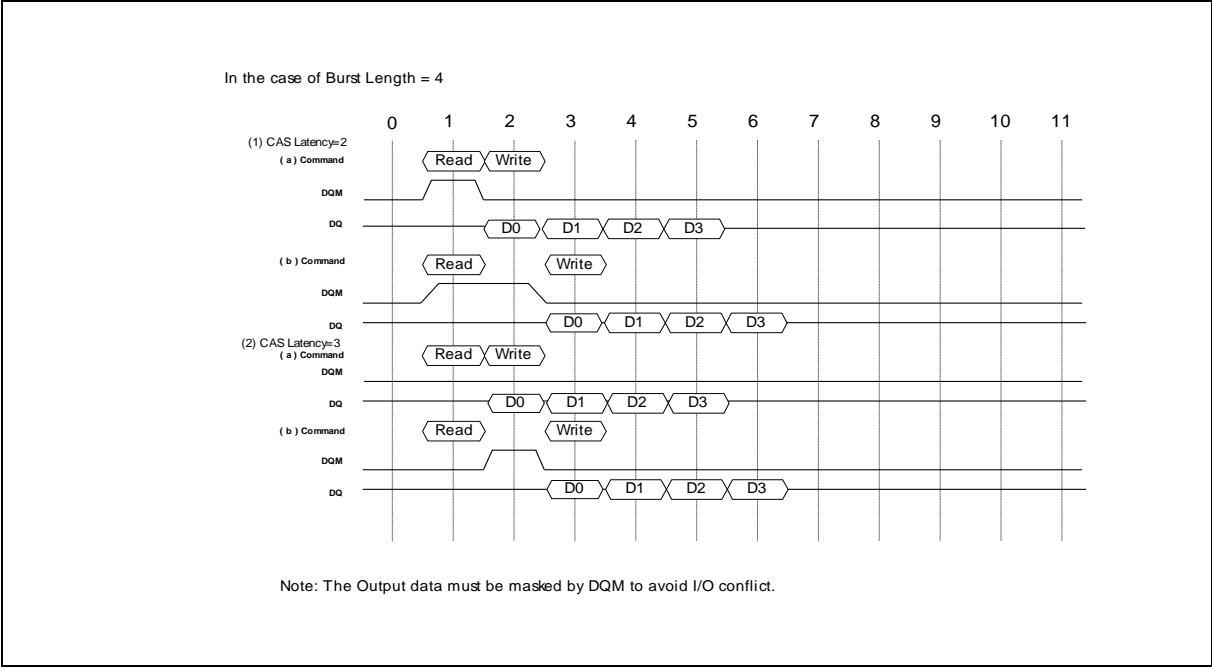 In the case of Burst Length = 4
0 1 2 3 4 5 6 7 8 9 10 11
(1) CAS Latency=2
( a ) Command Read Write
DQM
DQ D0 D1 D2 D3
( b ) Command Read Write
DQM
DQ D0 D1 D2 D3
(2) CAS Latency=3
( a ) Command Read Write
DQM
DQ D0 D1 D2 D3
( b ) Command Read Write
DQM
DQ D0 D1 D2 D3
Note: The Output data must be masked by DQM to avoid I/O conflict.